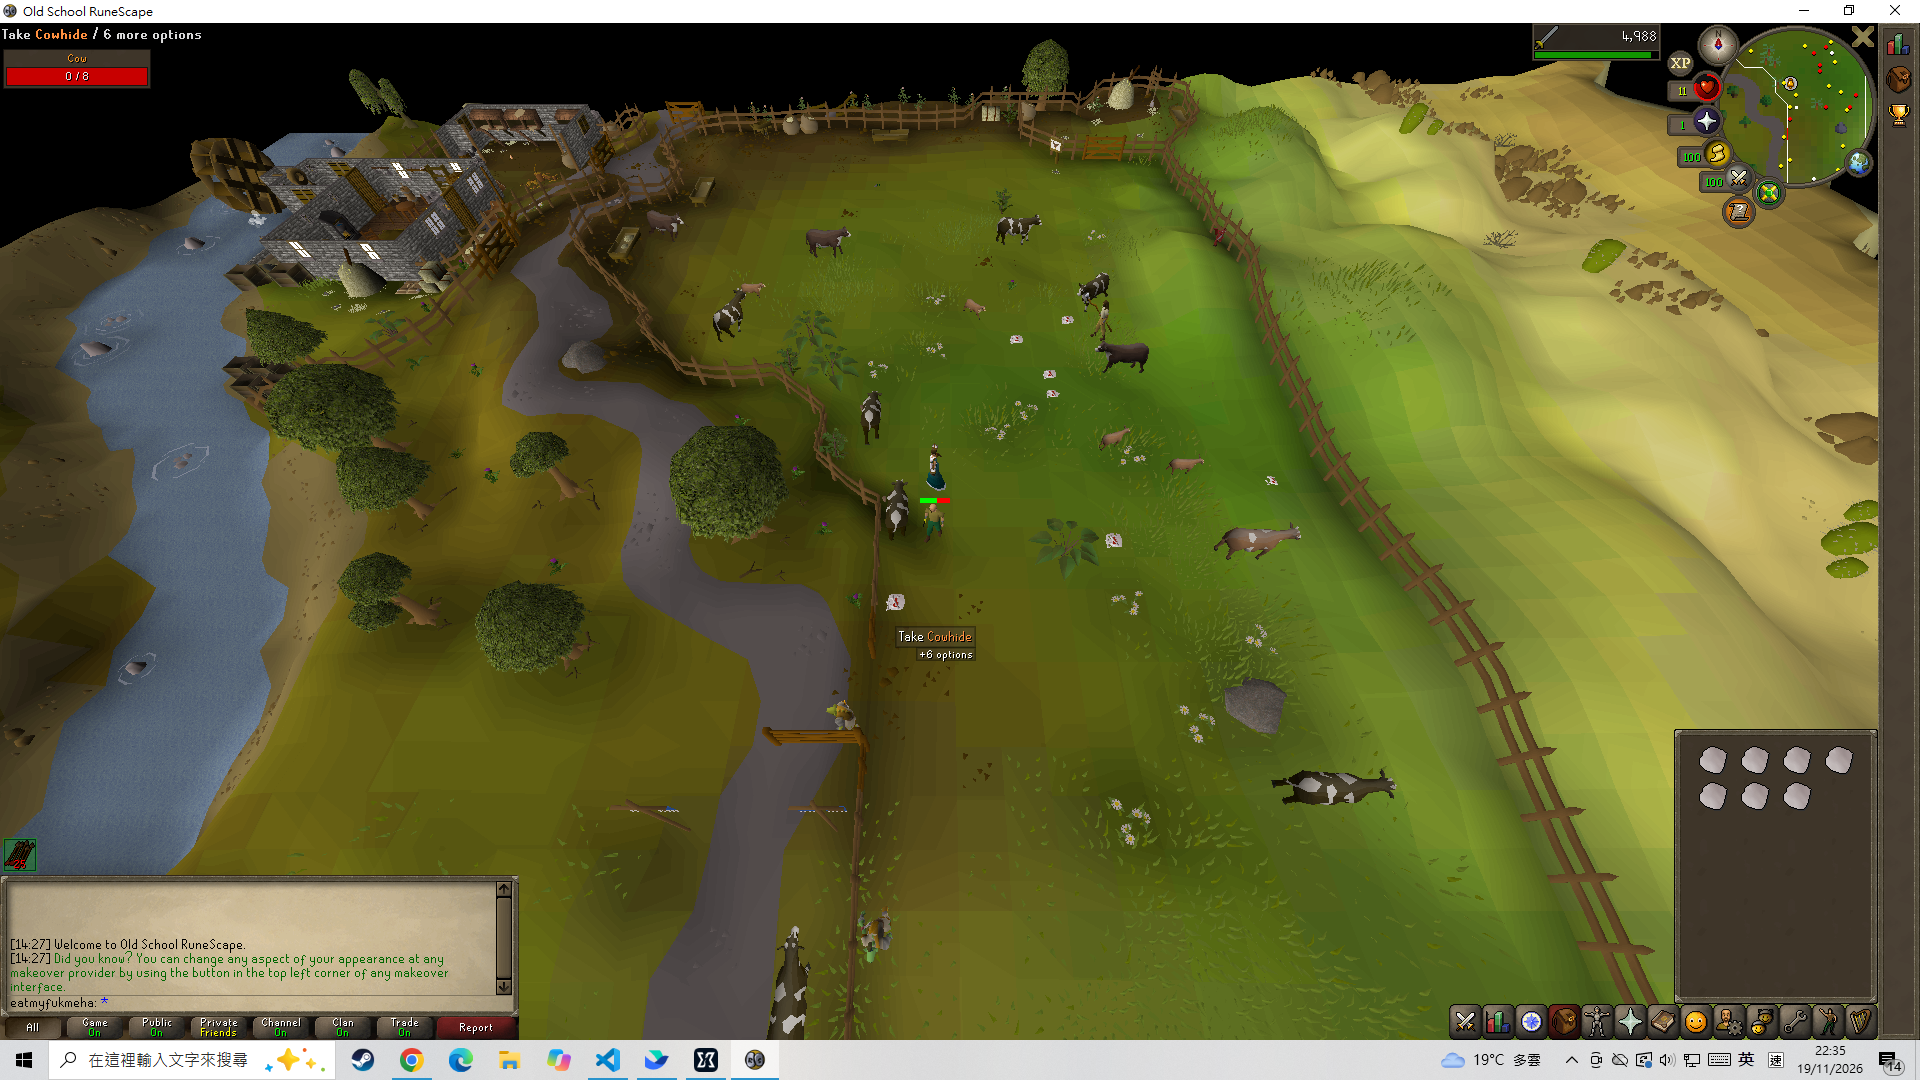 Old School RuneScape
Take Cowhide / 6 more options
Cow
0 / 8
4,988
N
XP
11
1
100
100
Take Cowhide
+6 options
25
[14:27] Welcome to Old School RuneScape.
[14:27] Did you know? You can change any aspect of your appearance at any
makeover provider by using the button in the top left corner of any makeover
interface.
eatmyfukmeha: *
All
Game
On
Public
On
Private
Friends
Channel
On
Clan
On
Trade
On
Report
在這裡輸入文字來搜尋
19°C 多雲
英
速
22:35
19/11/2026
14